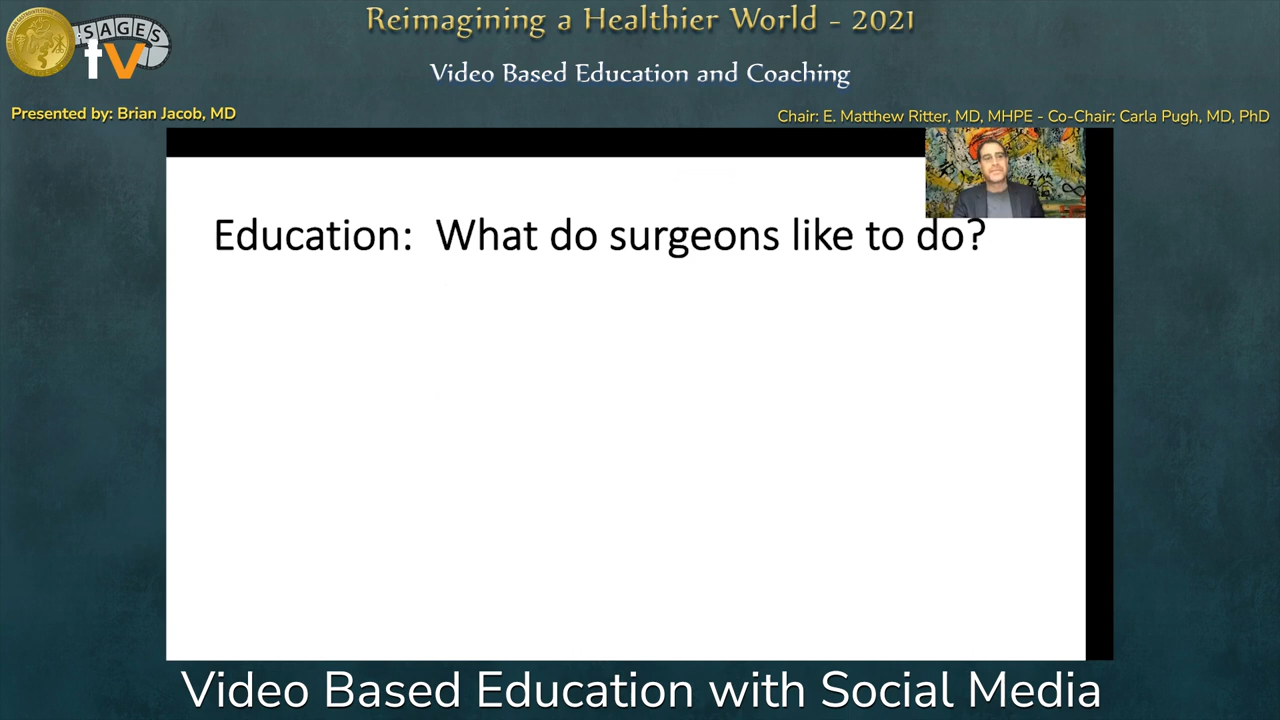 Reimagining a Healthier World - 2021
SAGES
tv
Video Based Education and Coaching
Presented by: Brian Jacob, MD
Chair: E. Matthew Ritter, MD, MHPE - Co-Chair: Carla Pugh, MD, PhD
Education: What do surgeons like to do?
Video Based Education with Social Media